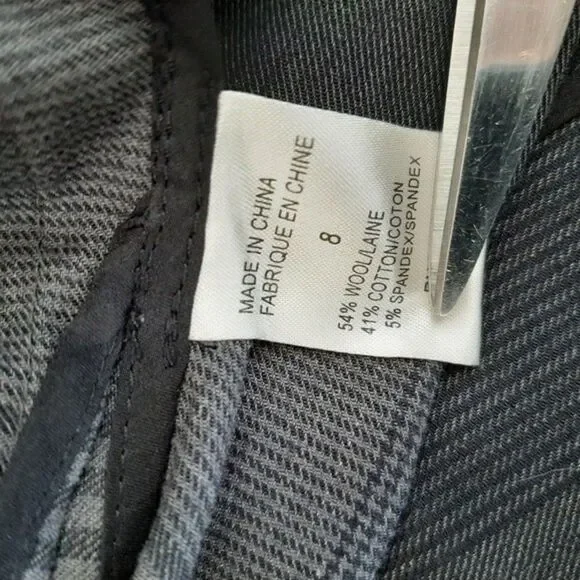 MADE IN CHINA
FABRIQUE EN CHINE
8
54% WOOL/LAINE
41% COTTON/COTON
5% SPANDEX/SPANDEX